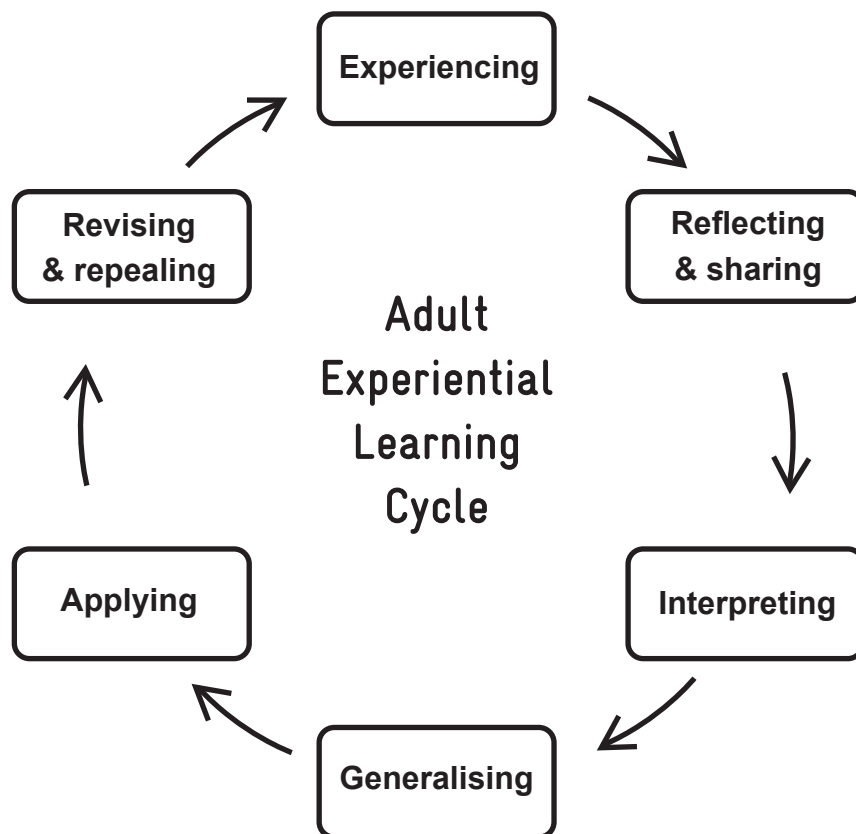 Experiencing
Reflecting
& sharing
Interpreting
Generalising
Applying
Revising
& repealing
Adult
Experiential
Learning
Cycle